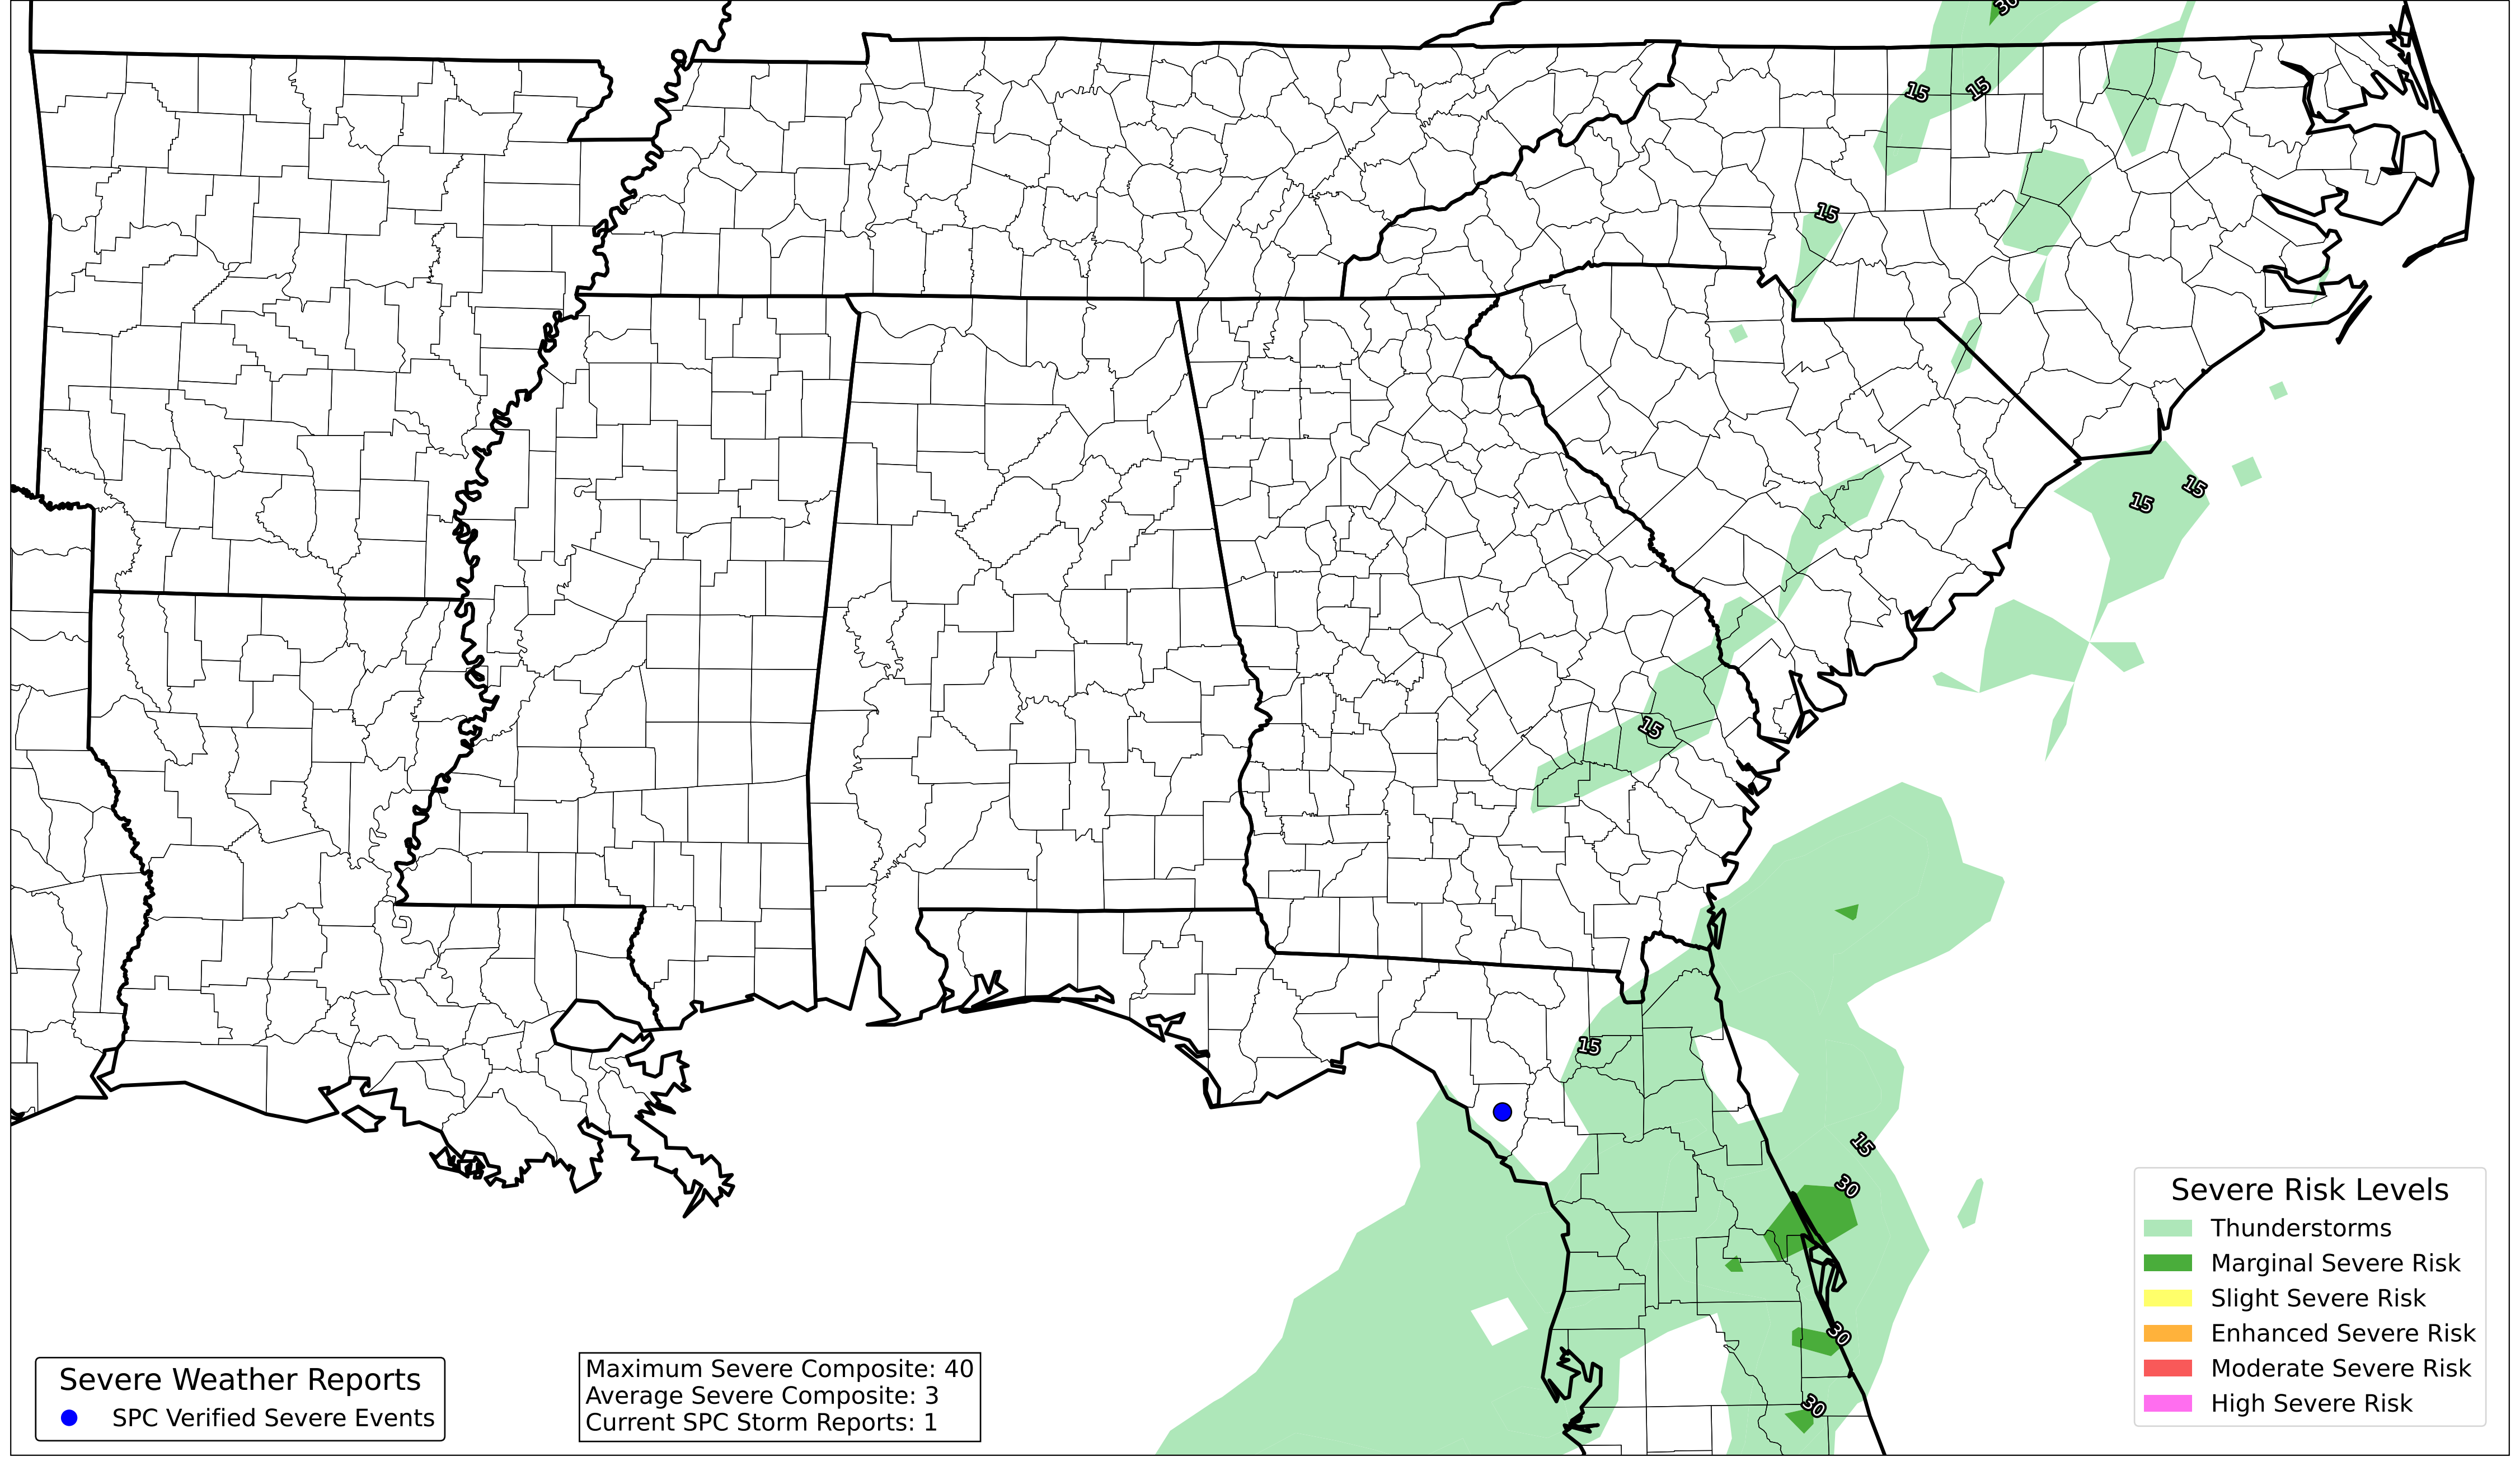 30
15
15
15
15
15
15
15
15
30
30
30
Severe Risk Levels
Thunderstorms
Marginal Severe Risk
Slight Severe Risk
Enhanced Severe Risk
Moderate Severe Risk
High Severe Risk
Severe Weather Reports
SPC Verified Severe Events
Maximum Severe Composite: 40
Average Severe Composite: 3
Current SPC Storm Reports: 1